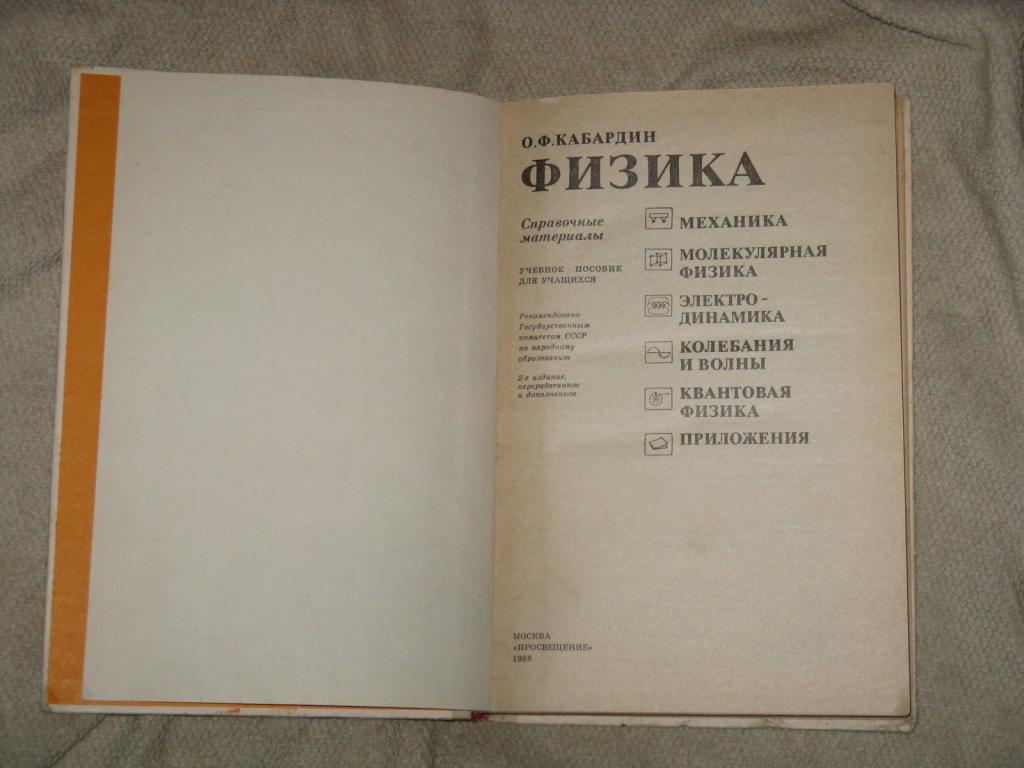 О.Ф.КАБАРДИН
ФИЗИКА
Справочные
материалы
УЧЕБНОЕ ПОСОБИЕ
ДЛЯ УЧАЩИХСЯ
Рекомендовано
Государственным
комитетом СССР
по народному
образованию
2-е издание,
переработанное
и дополненное
МЕХАНИКА
МОЛЕКУЛЯРНАЯ
ФИЗИКА
ЭЛЕКТРО-
ДИНАМИКА
КОЛЕБАНИЯ
И ВОЛНЫ
КВАНТОВАЯ
ФИЗИКА
ПРИЛОЖЕНИЯ
МОСКВА
«ПРОСВЕЩЕНИЕ»
1988